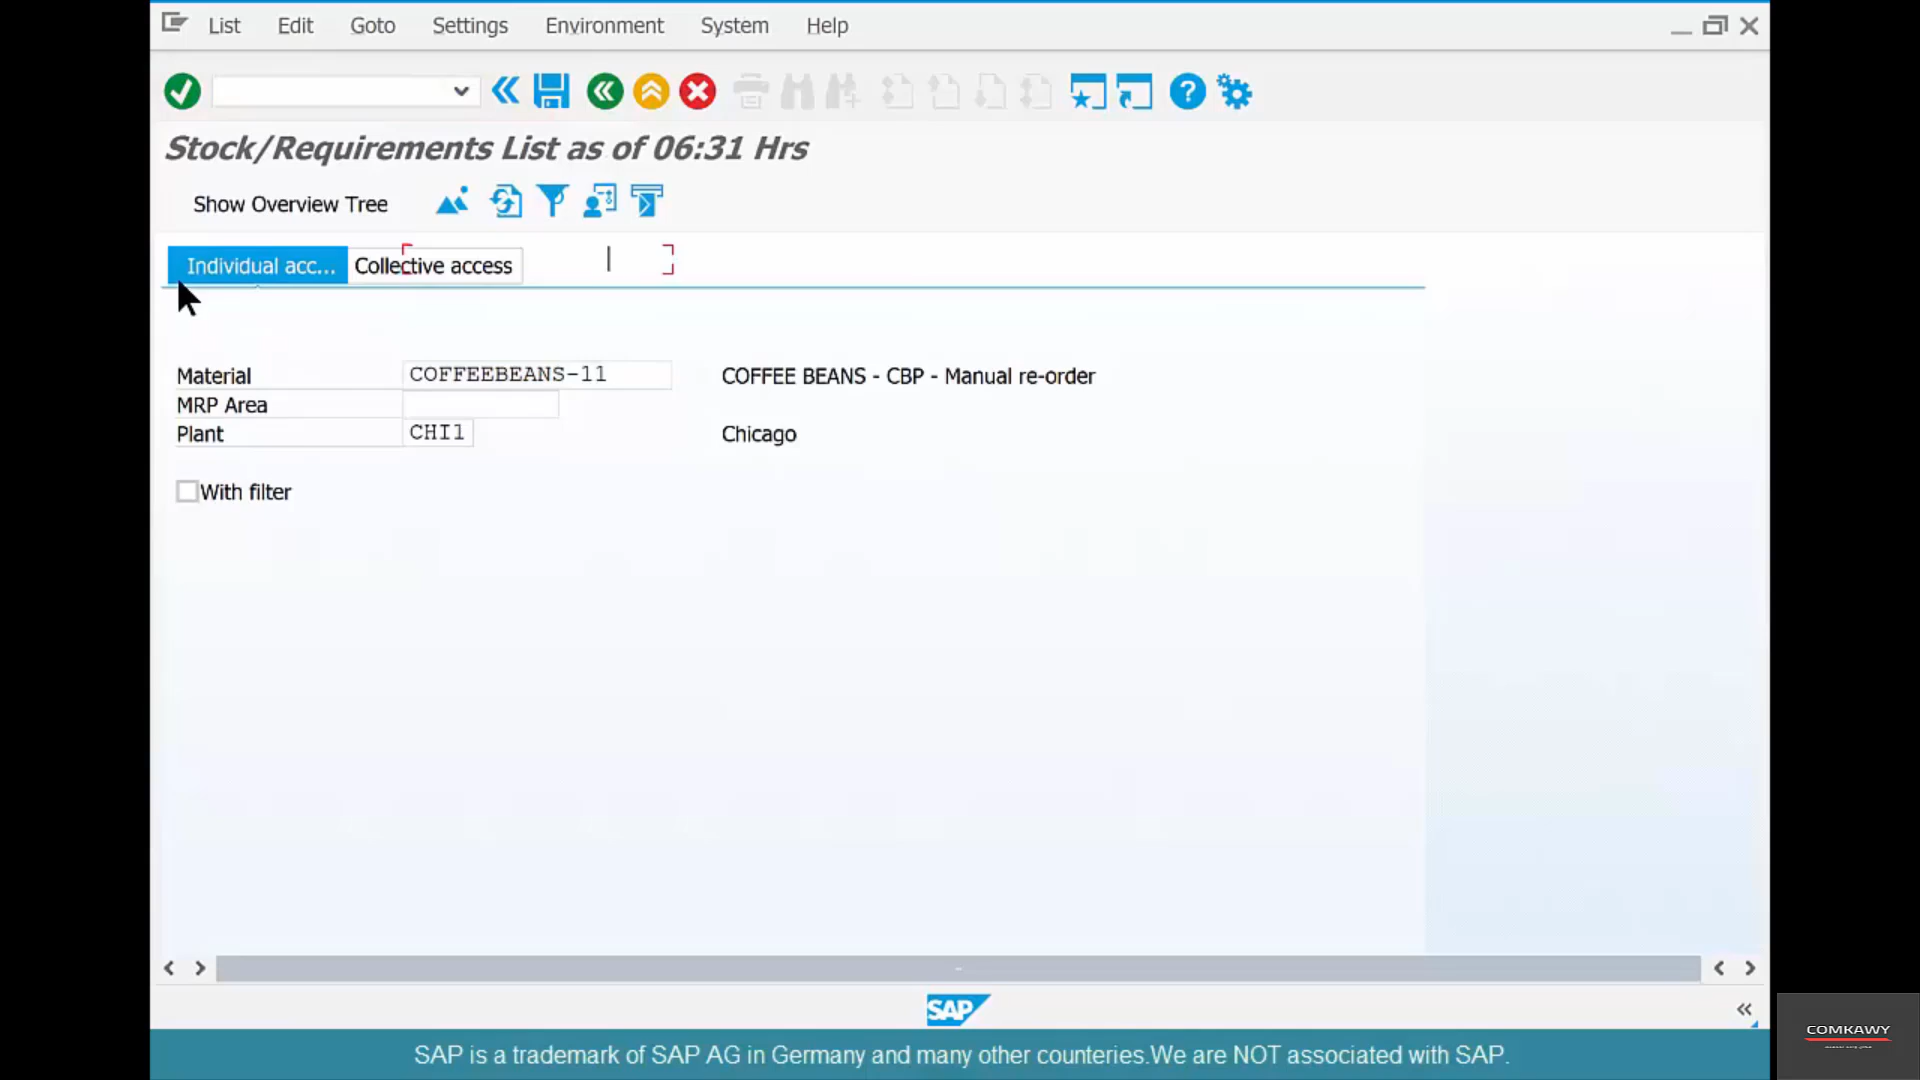 List Edit Goto Settings Environment System Help
Stock/Requirements List as of 06:31 Hrs
Show Overview Tree
Individual acc... Collective access
Material COFFEEBEANS-11 COFFEE BEANS - CBP - Manual re-order
MRP Area
Plant CHI1 Chicago
With filter
SAP
COMKAWY
SAP is a trademark of SAP AG in Germany and many other counteries.We are NOT associated with SAP.